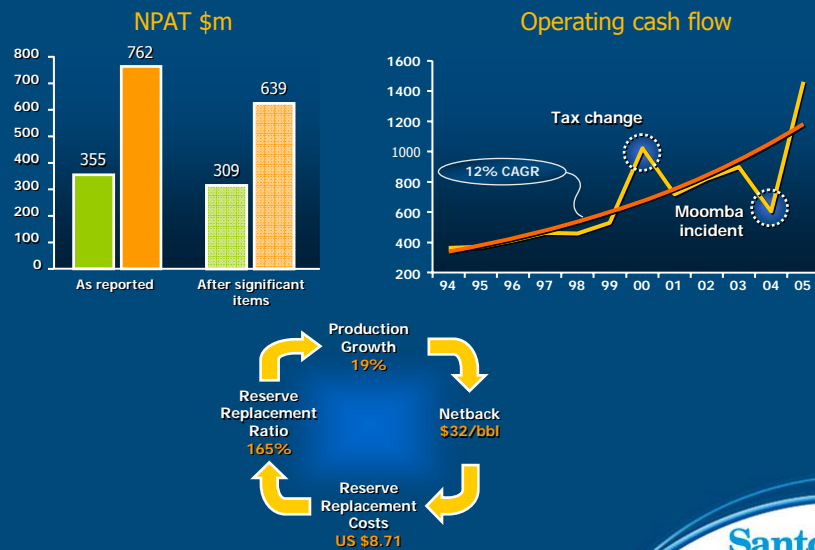 NPAT $m
800
700
600
500
400
300
200
100
0
355
762
309
639
As reported
After significant
items
Operating cash flow
1600
1400
1200
1000
800
600
400
200
Tax change
12% CAGR
Moomba
incident
94 95 96 97 98 99 00 01 02 03 04 05
Production
Growth
19%
Netback
$32/bbl
Reserve
Replacement
Costs
US $8.71
Reserve
Replacement
Ratio
165%